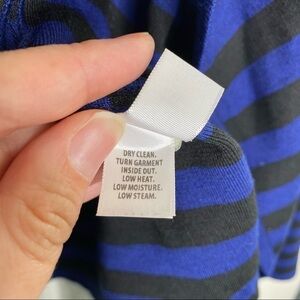 DRY CLEAN.
TURN GARMENT
INSIDE OUT.
LOW HEAT.
LOW MOISTURE.
LOW STEAM.